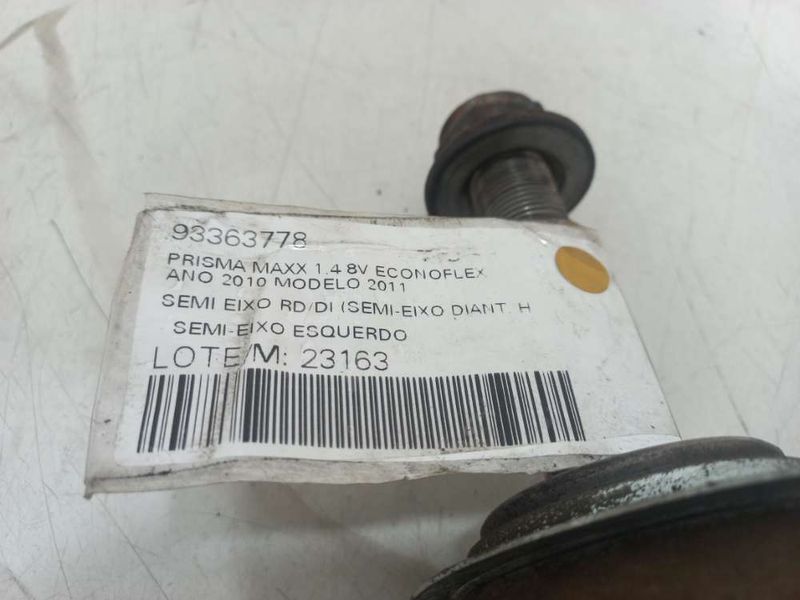 93363778
PRISMA MAXX 1.4 8V ECONOFLEX
ANO 2010 MODELO 2011
SEMI EIXO RD/DI (SEMI-EIXO DIANT. H
SEMI-EIXO ESQUERDO
LOTE/M: 23163